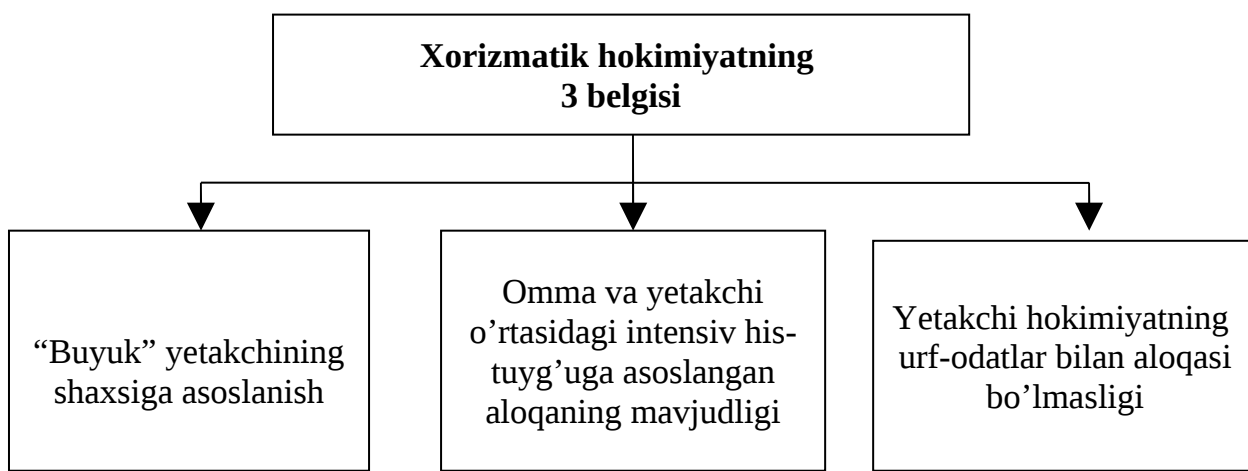 Xorizmatik hokimiyatning
3 belgisi
“Buyuk” yetakchining
shaxsiga asoslanish
Omma va yetakchi
o’rtasidagi intensiv his-
tuyg’uga asoslangan
aloqaning mavjudligi
Yetakchi hokimiyatning
urf-odatlar bilan aloqasi
bo’lmasligi